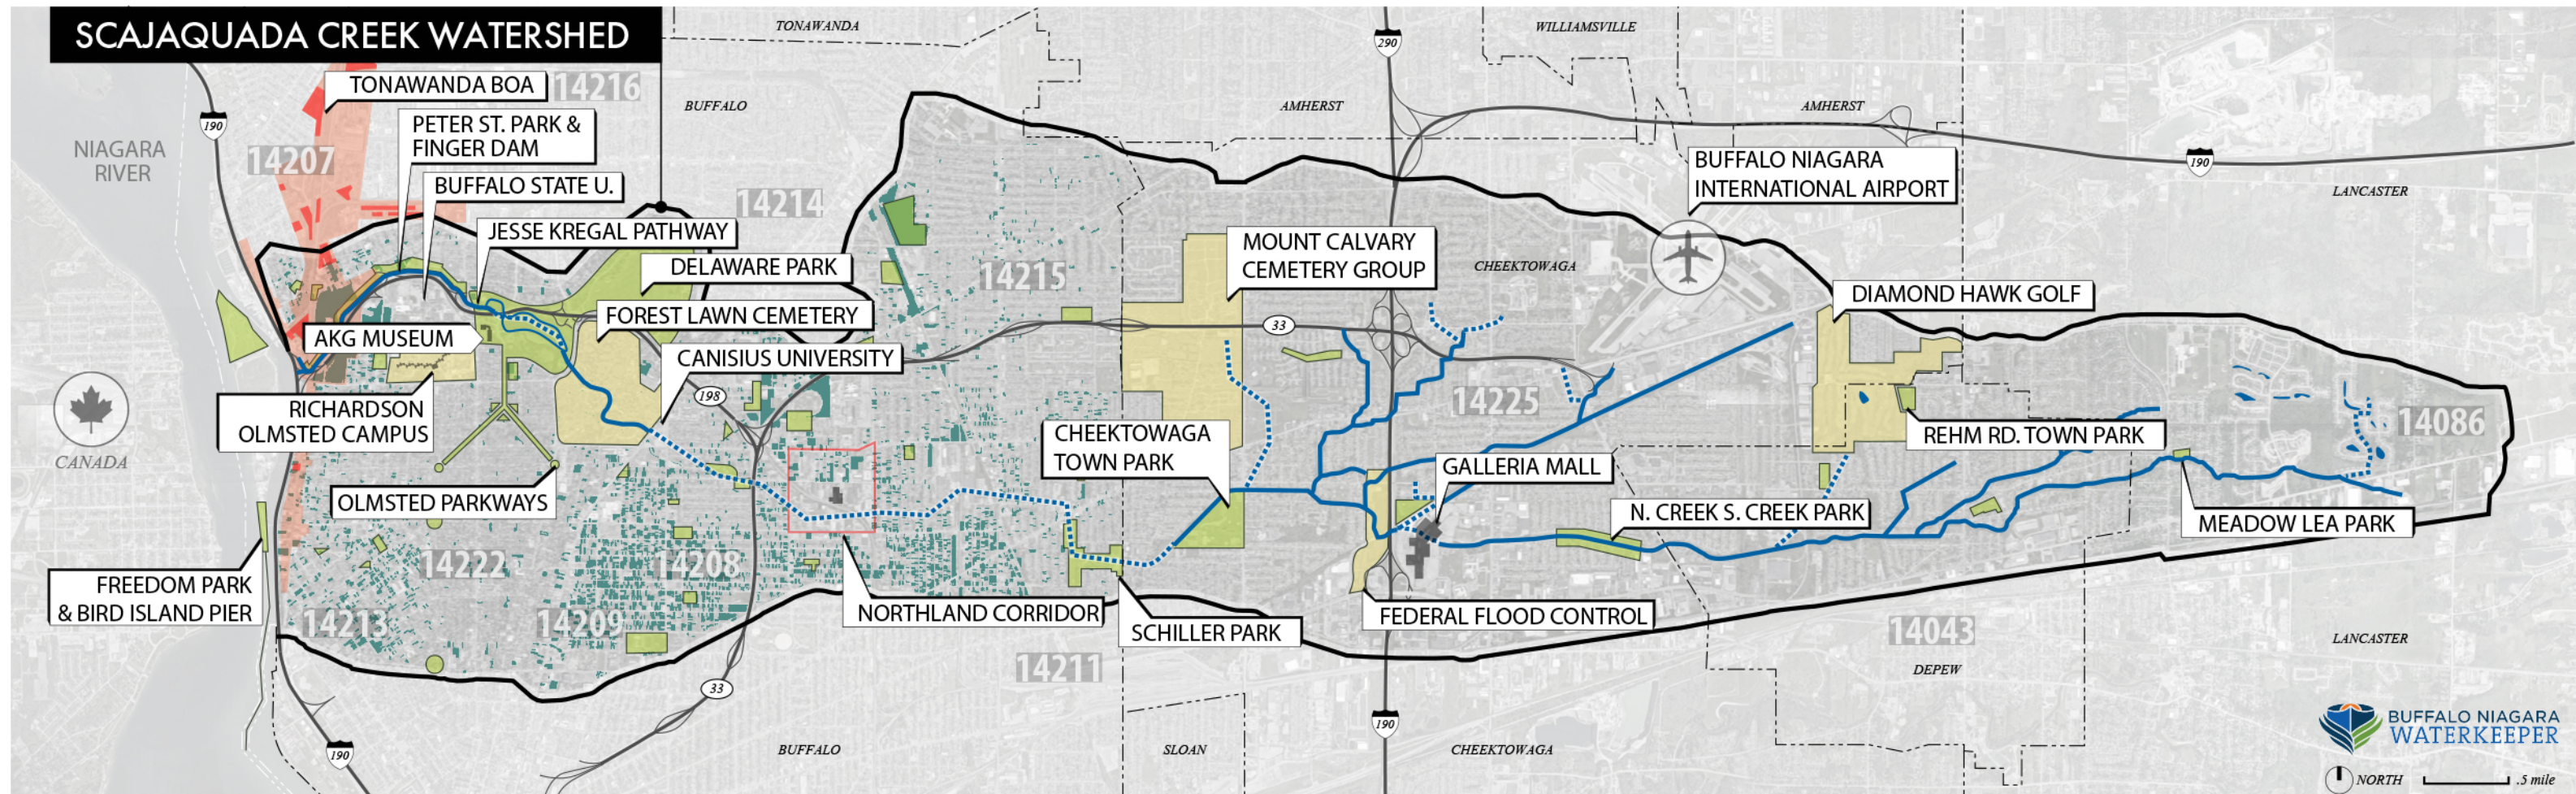 SCAJAQUADA CREEK WATERSHED
TONAWANDA
WILLIAMSVILLE
290
TONAWANDA BOA
14216
BUFFALO
AMHERST
AMHERST
190
PETER ST. PARK &
FINGER DAM
NIAGARA
RIVER
14207
BUFFALO STATE U.
14214
BUFFALO NIAGARA
INTERNATIONAL AIRPORT
190
LANCASTER
JESSE KREGAL PATHWAY
DELAWARE PARK
14215
MOUNT CALVARY
CEMETERY GROUP
CHEEKTOWAGA
DIAMOND HAWK GOLF
FOREST LAWN CEMETERY
33
AKG MUSEUM
CANISIUS UNIVERSITY
198
14225
RICHARDSON
OLMSTED CAMPUS
CANADA
CHEEKTOWAGA
TOWN PARK
REHM RD. TOWN PARK
14086
GALLERIA MALL
OLMSTED PARKWAYS
N. CREEK S. CREEK PARK
MEADOW LEA PARK
14222
14208
FREEDOM PARK
& BIRD ISLAND PIER
14213
14209
NORTHLAND CORRIDOR
SCHILLER PARK
FEDERAL FLOOD CONTROL
14043
LANCASTER
14211
DEPEW
33
190
190
BUFFALO
SLOAN
CHEEKTOWAGA
BUFFALO NIAGARA
WATERKEEPER
NORTH
.5 mile